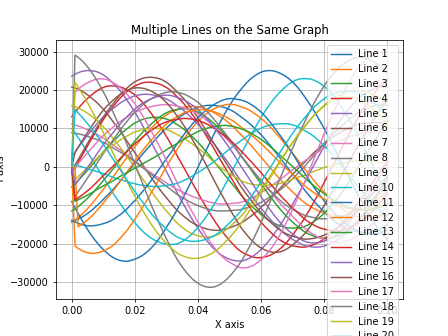 Multiple Lines on the Same Graph
30000
20000
10000
0
-10000
-20000
-30000
0.00
0.02
0.04
0.06
0.08
X axis
axis
Line 1
Line 2
Line 3
Line 4
Line 5
Line 6
Line 7
Line 8
Line 9
Line 10
Line 11
Line 12
Line 13
Line 14
Line 15
Line 16
Line 17
Line 18
Line 19
Line 20